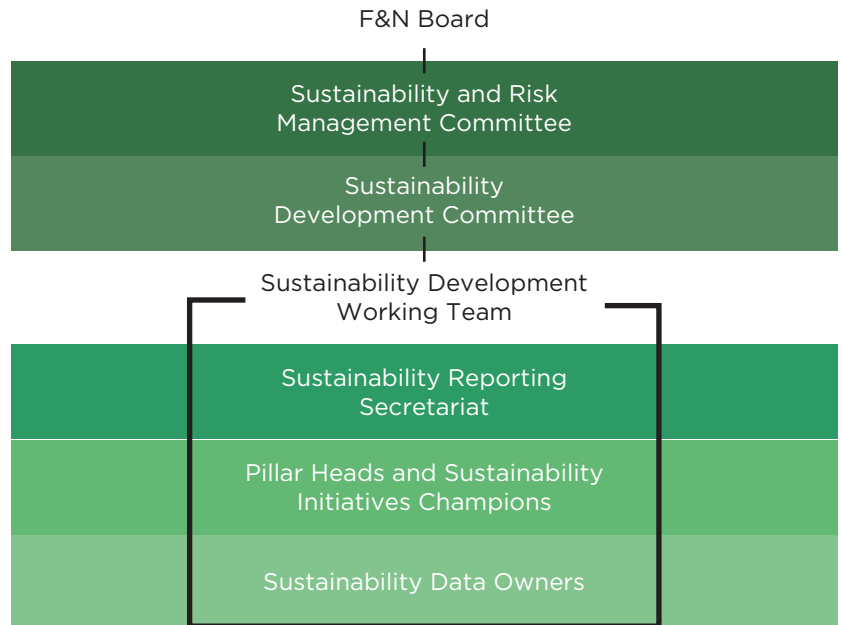 F&N Board
Sustainability and Risk
Management Committee
Sustainability
Development Committee
Sustainability Development
Working Team
Sustainability Reporting
Secretariat
Pillar Heads and Sustainability
Initiatives Champions
Sustainability Data Owners